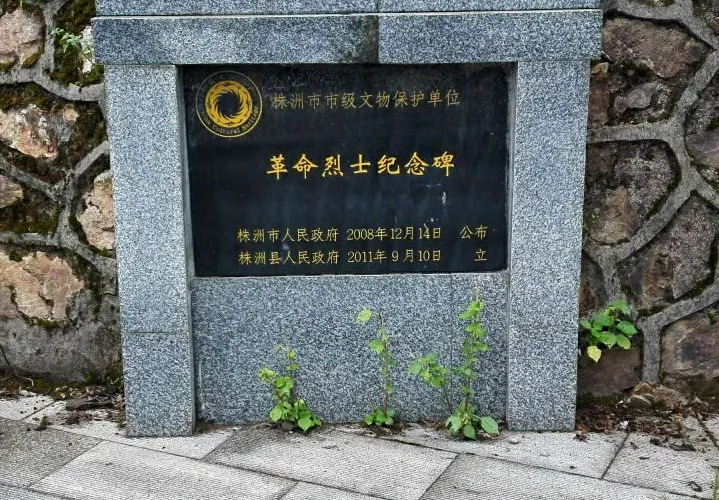 株洲市市级文物保护单位
革命烈士纪念碑
株洲市人民政府 2008年12月14日 公布
株洲县人民政府 2011年9月10日 立